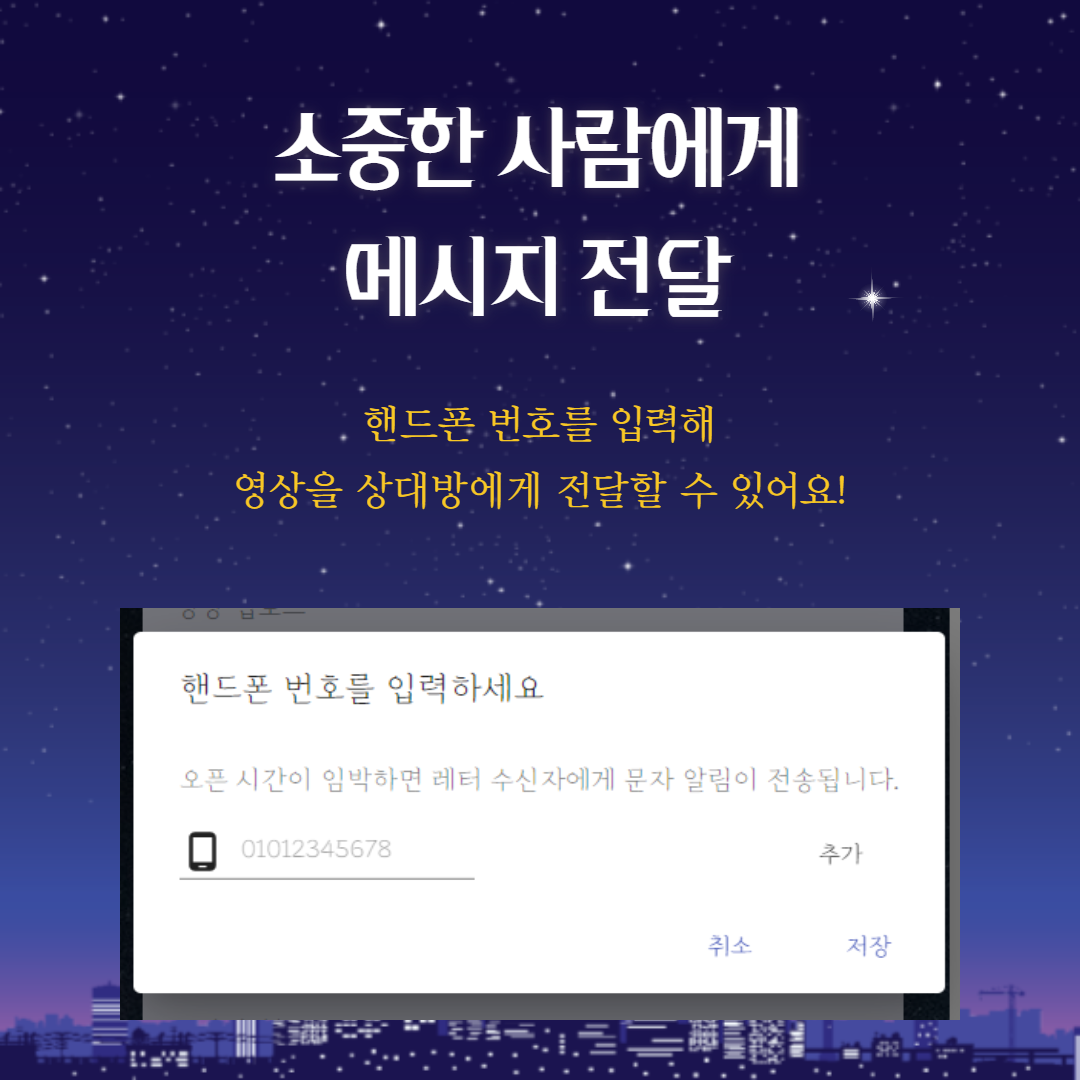 소중한 사람에게
메시지 전달
핸드폰 번호를 입력해
영상을 상대방에게 전달할 수 있어요!
핸드폰 번호를 입력하세요
오픈 시간이 임박하면 레터 수신자에게 문자 알림이 전송됩니다.
01012345678
추가
취소
저장